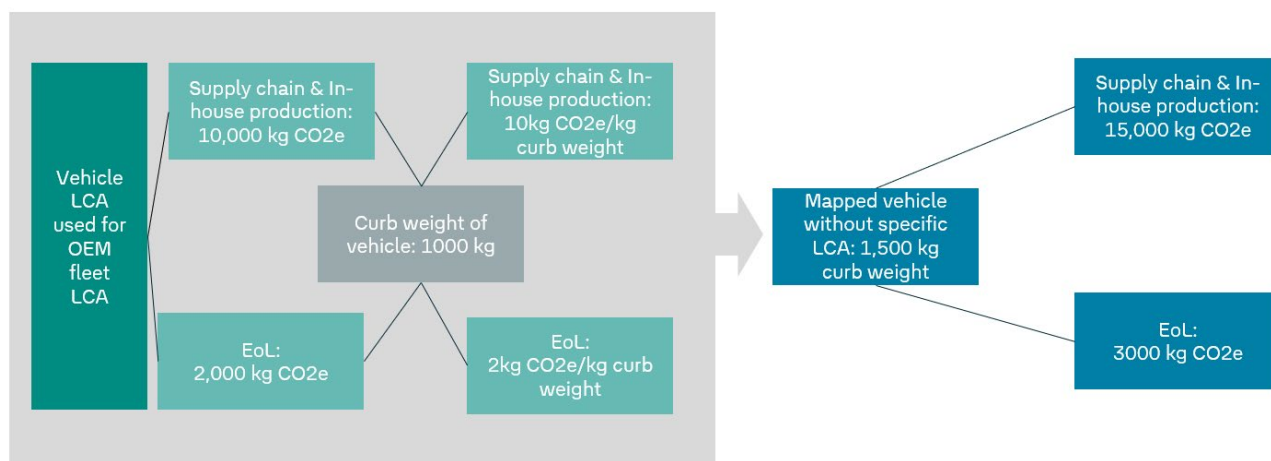 Vehicle
LCA
used for
OEM
fleet
LCA
Supply chain & In-
house production:
10,000 kg CO2e
Supply chain & In-
house production:
10kg CO2e/kg
curb weight
Curb weight of
vehicle: 1000 kg
EoL:
2,000 kg CO2e
EoL:
2kg CO2e/kg curb
weight
Mapped vehicle
without specific
LCA: 1,500 kg
curb weight
Supply chain & In-
house production:
15,000 kg CO2e
EoL:
3000 kg CO2e